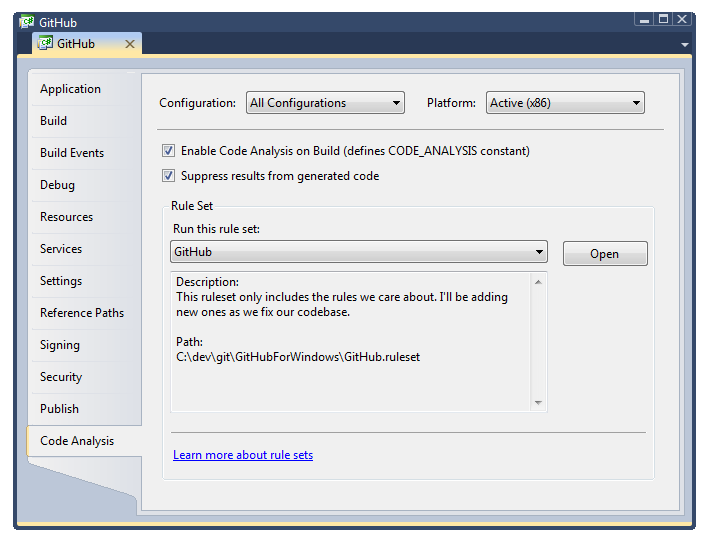 GitHub
GitHub
Application
Build
Build Events
Debug
Resources
Services
Settings
Reference Paths
Signing
Security
Publish
Code Analysis
Configuration: All Configurations Platform: Active (x86)
Enable Code Analysis on Build (defines CODE_ANALYSIS constant)
Suppress results from generated code
Rule Set
Run this rule set:
GitHub Open
Description:
This ruleset only includes the rules we care about. I'll be adding
new ones as we fix our codebase.
Path:
C:\dev\git\GitHubForWindows\GitHub.ruleset
Learn more about rule sets